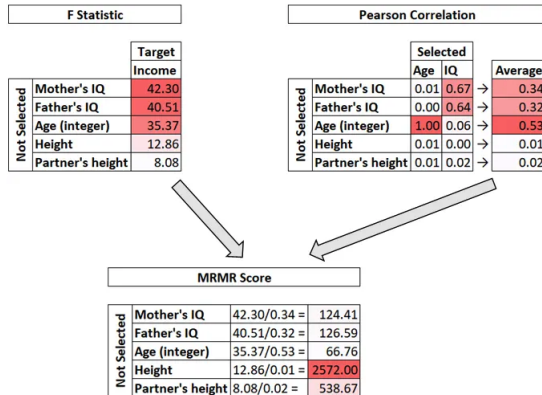 F Statistic
Pearson Correlation
Target
Income
Not Selected
Mother's IQ 42.30
Father's IQ 40.51
Age (integer) 35.37
Height 12.86
Partner's height 8.08
Selected
Age IQ Average
Not Selected
Mother's IQ 0.01 0.67 → 0.34
Father's IQ 0.00 0.64 → 0.32
Age (integer) 1.00 0.06 → 0.53
Height 0.01 0.00 → 0.01
Partner's height 0.01 0.02 → 0.02
MRMR Score
Not Selected
Mother's IQ 42.30/0.34 = 124.41
Father's IQ 40.51/0.32 = 126.59
Age (integer) 35.37/0.53 = 66.76
Height 12.86/0.01 = 2572.00
Partner's height 8.08/0.02 = 538.67